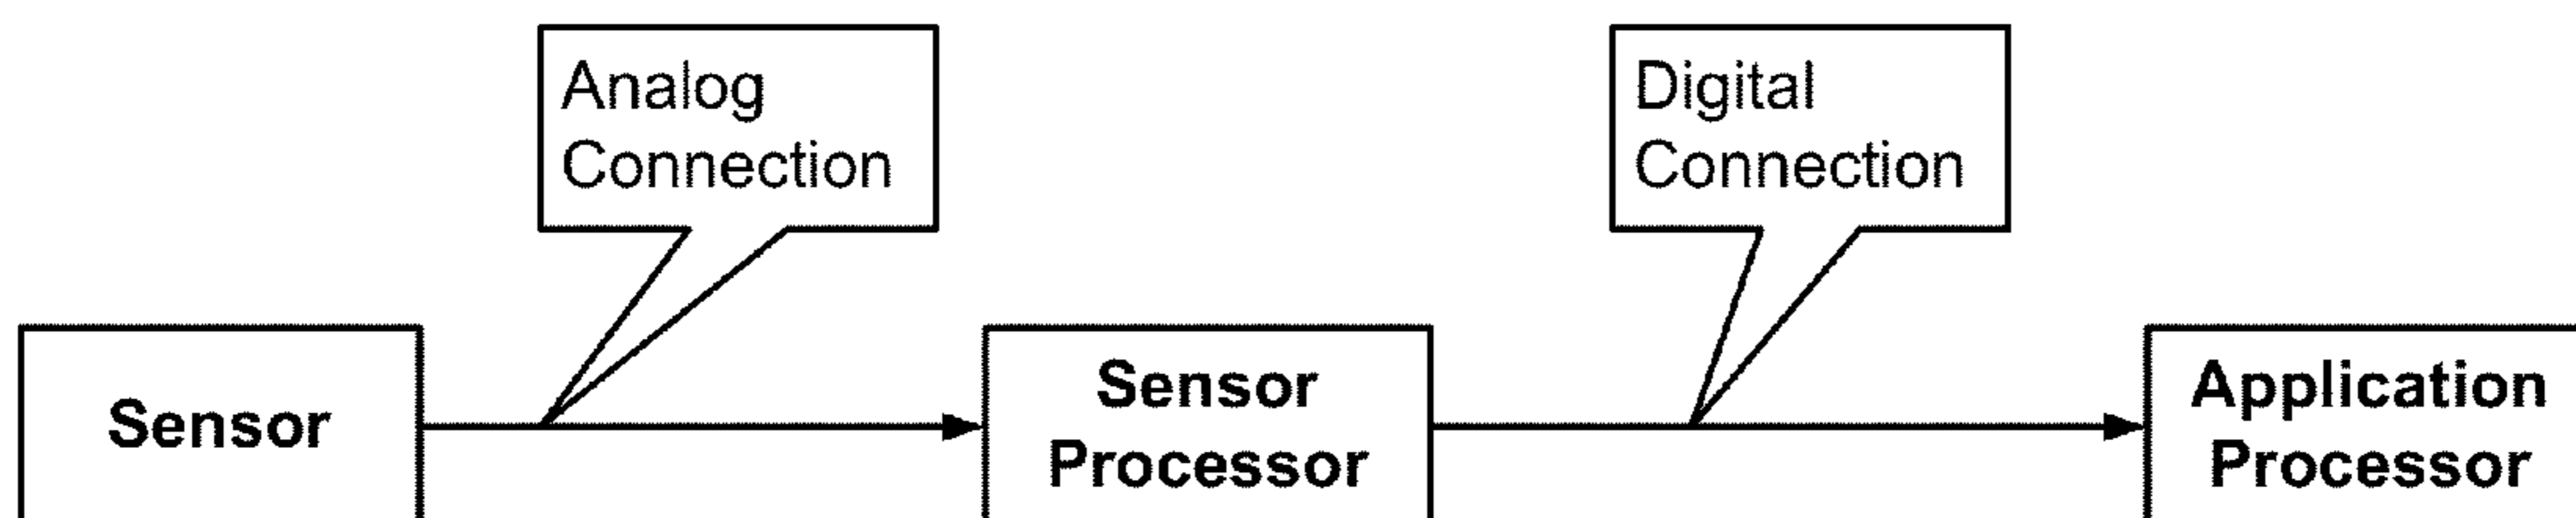 Analog
Connection
Digital
Connection
Sensor
Sensor
Processor
Application
Processor